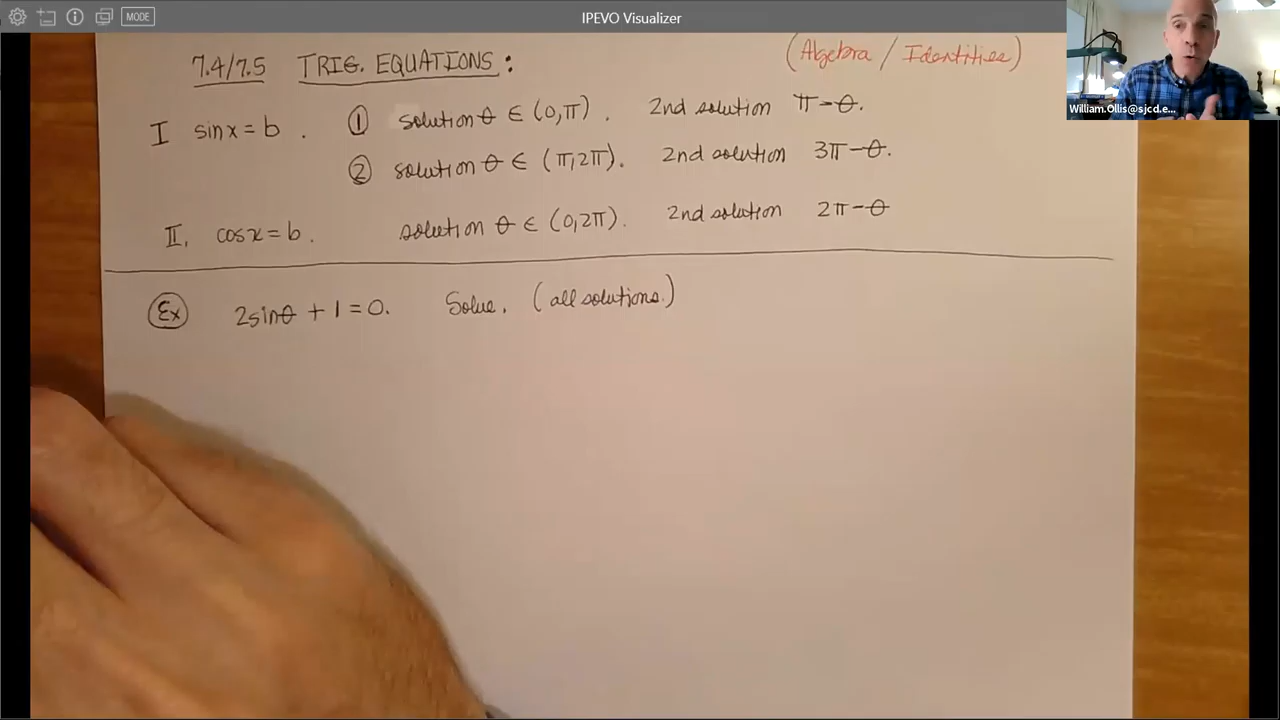 MODE
IPEVO Visualizer
William.Ollis@sjcd.e...
7.4/7.5 TRIG. EQUATIONS: (Algebra / Identities)
I sinx = b. ① solution θ ∈ (0,π). 2nd solution π-θ.
② solution θ ∈ (π,2π). 2nd solution 3π-θ.
II. cosx = b. solution θ ∈ (0,2π). 2nd solution 2π-θ
Ex 2sinθ + 1 = 0. Solve. (all solutions.)